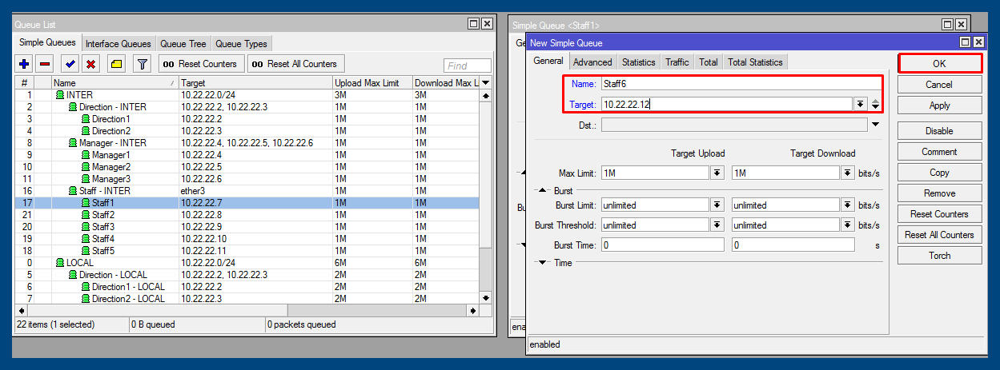 Queue List
Simple Queues Interface Queues Queue Tree Queue Types
00 Reset Counters 00 Reset All Counters Find
# Name Target Upload Max Limit Download Max L
1 INTER 10.22.22.0/24 3M 3M
2 Direction - INTER 10.22.22.2, 10.22.22.3 1M 1M
3 Direction1 10.22.22.2 1M 1M
4 Direction2 10.22.22.3 1M 1M
8 Manager - INTER 10.22.22.4, 10.22.22.5, 10.22.22.6 1M 1M
9 Manager1 10.22.22.4 1M 1M
10 Manager2 10.22.22.5 1M 1M
11 Manager3 10.22.22.6 1M 1M
16 Staff - INTER ether3 1M 1M
17 Staff1 10.22.22.7 1M 1M
21 Staff2 10.22.22.8 1M 1M
20 Staff3 10.22.22.9 1M 1M
19 Staff4 10.22.22.10 1M 1M
18 Staff5 10.22.22.11 1M 1M
0 LOCAL 10.22.22.0/24 6M 6M
5 Direction - LOCAL 10.22.22.2, 10.22.22.3 2M 2M
6 Direction1 - LOCAL 10.22.22.2 2M 2M
7 Direction2 - LOCAL 10.22.22.3 2M 2M
22 items (1 selected) 0 B queued 0 packets queued
Simple Queue <Staff1>
Ge
Bu
ena
New Simple Queue
General Advanced Statistics Traffic Total Total Statistics
Name: Staff6
Target: 10.22.22.12
Dst.:
Target Upload Target Download
Max Limit: 1M 1M bits/s
Burst
Burst Limit: unlimited unlimited bits/s
Burst Threshold: unlimited unlimited bits/s
Burst Time: 0 0 s
Time
enabled
OK
Cancel
Apply
Disable
Comment
Copy
Remove
Reset Counters
Reset All Counters
Torch